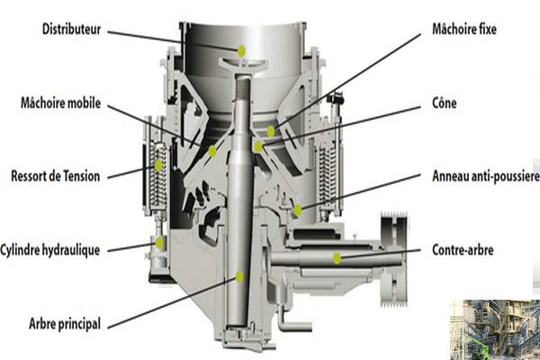 Distributeur
Mâchoire fixe
Mâchoire mobile
Cône
Ressort de Tension
Anneau anti-poussiere
Cylindre hydraulique
Contre-arbre
Arbre principal